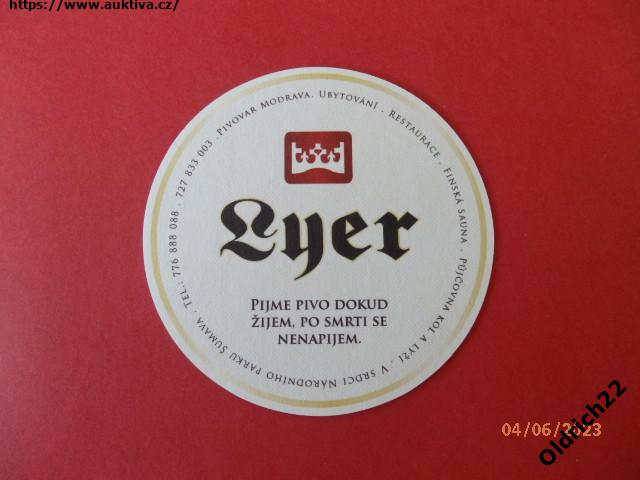 https://www.auktiva.cz/
Pivovar Modrava. Ubytování . Restaurace . Finská sauna . Půjčovna kol a lyží . V srdci Národního parku Šumava . Tel.: 776 888 088 . 727 833 003 .
Lyer
Pijme pivo dokud
žijem, po smrti se
nenapijem.
04/06/2023
Oldrich22